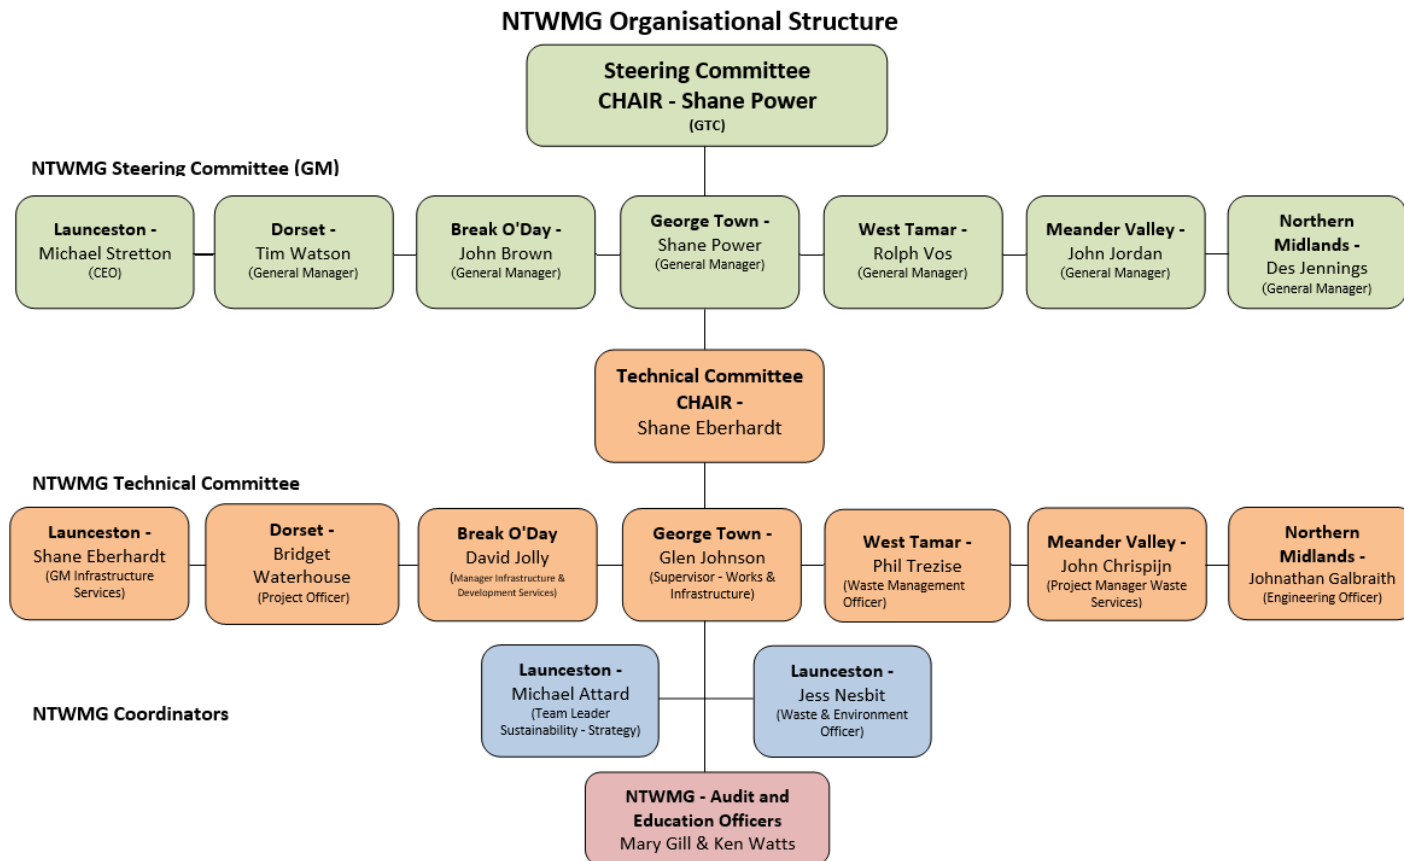 NTWMG Organisational Structure
Steering Committee
CHAIR - Shane Power
(GTC)
NTWMG Steering Committee (GM)
Launceston -
Michael Stretton
(CEO)
Dorset -
Tim Watson
(General Manager)
Break O'Day -
John Brown
(General Manager)
George Town -
Shane Power
(General Manager)
West Tamar -
Rolph Vos
(General Manager)
Meander Valley -
John Jordan
(General Manager)
Northern
Midlands -
Des Jennings
(General Manager)
Technical Committee
CHAIR -
Shane Eberhardt
NTWMG Technical Committee
Launceston -
Shane Eberhardt
(GM Infrastructure
Services)
Dorset -
Bridget
Waterhouse
(Project Officer)
Break O'Day
David Jolly
(Manager Infrastructure &
Development Services)
George Town -
Glen Johnson
(Supervisor - Works &
Infrastructure)
West Tamar -
Phil Trezise
(Waste Management
Officer)
Meander Valley -
John Chrispijn
(Project Manager Waste
Services)
Northern
Midlands -
Johnathan Galbraith
(Engineering Officer)
NTWMG Coordinators
Launceston -
Michael Attard
(Team Leader
Sustainability - Strategy)
Launceston -
Jess Nesbit
(Waste & Environment
Officer)
NTWMG - Audit and
Education Officers
Mary Gill & Ken Watts